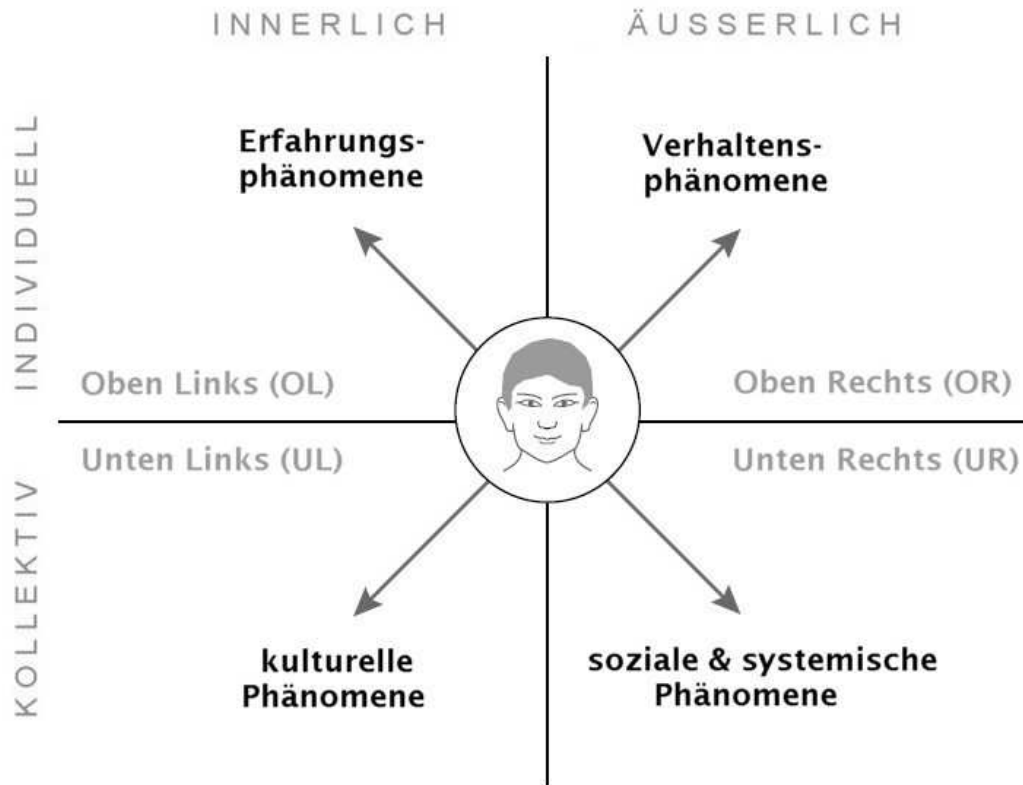 INNERLICH
ÄUSSERLICH
INDIVIDUELL
Erfahrungs-
phänomene
Verhaltens-
phänomene
Oben Links (OL)
Oben Rechts (OR)
Unten Links (UL)
Unten Rechts (UR)
KOLLEKTIV
kulturelle
Phänomene
soziale & systemische
Phänomene